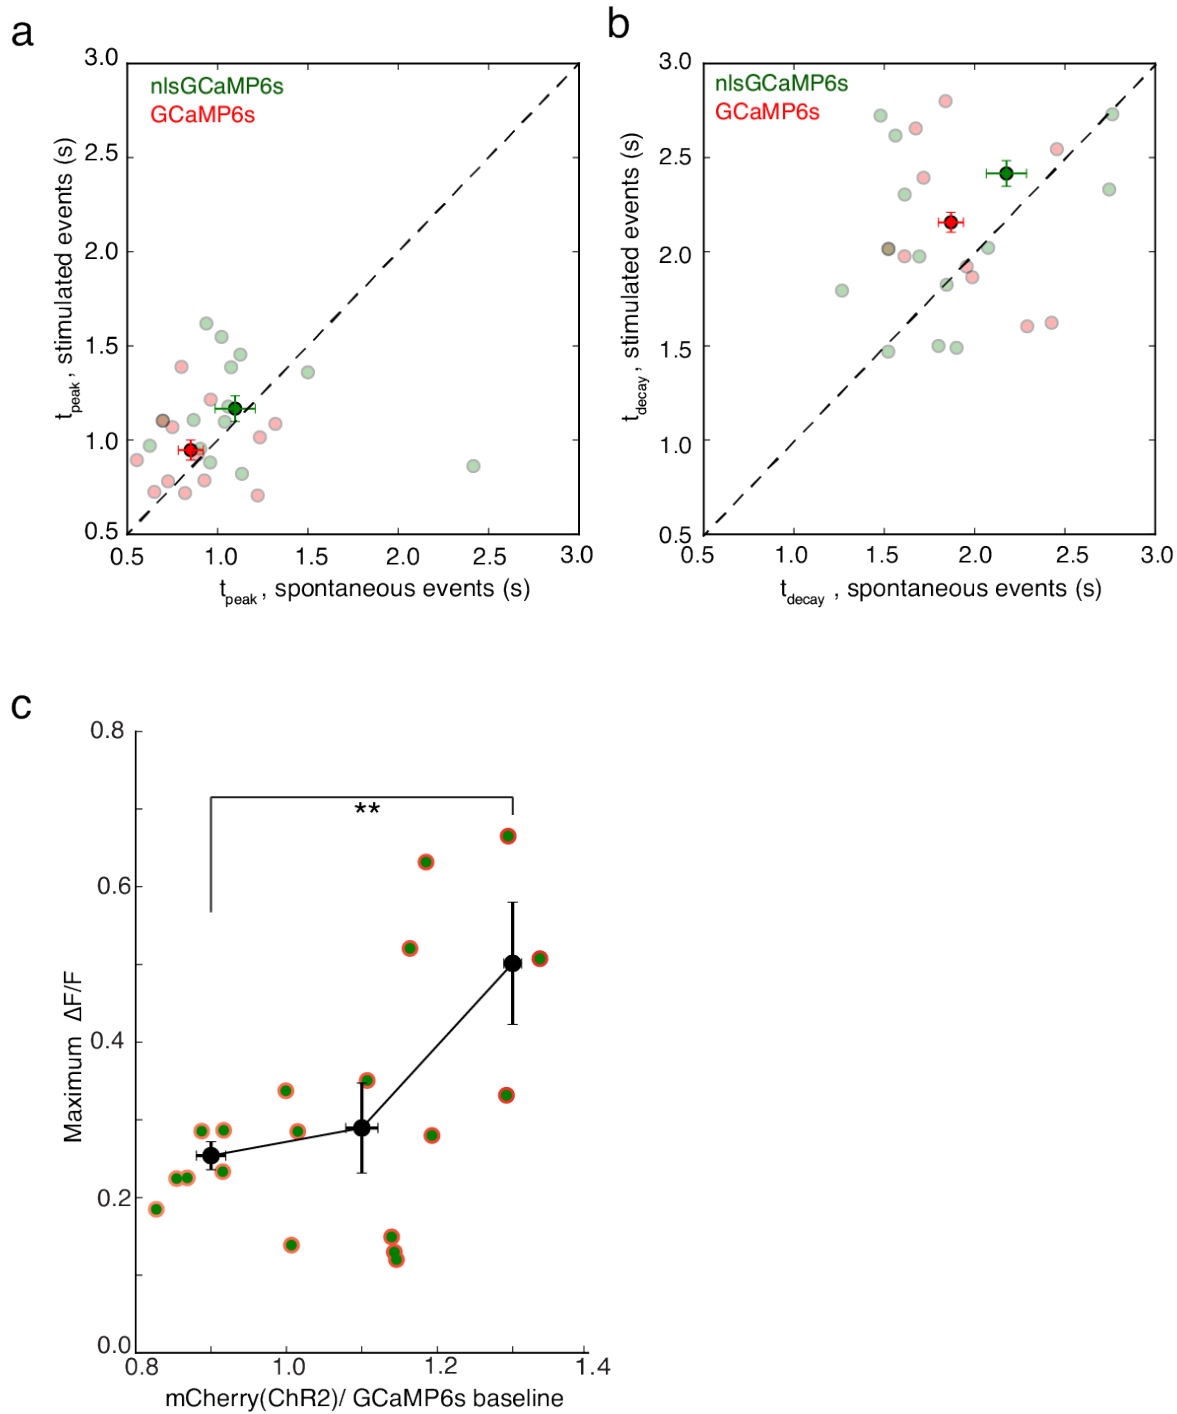 a
3.0
2.5
2.0
1.5
1.0
0.5
nlsGCaMP6s
GCaMP6s
tpeak, stimulated events (s)
0.5 1.0 1.5 2.0 2.5 3.0
tpeak, spontaneous events (s)
b
3.0
2.5
2.0
1.5
1.0
0.5
nlsGCaMP6s
GCaMP6s
tdecay, stimulated events (s)
0.5 1.0 1.5 2.0 2.5 3.0
tdecay, spontaneous events (s)
c
0.8
0.6
0.4
0.2
0.0
**
Maximum ΔF/F
0.8 1.0 1.2 1.4
mCherry(ChR2)/ GCaMP6s baseline